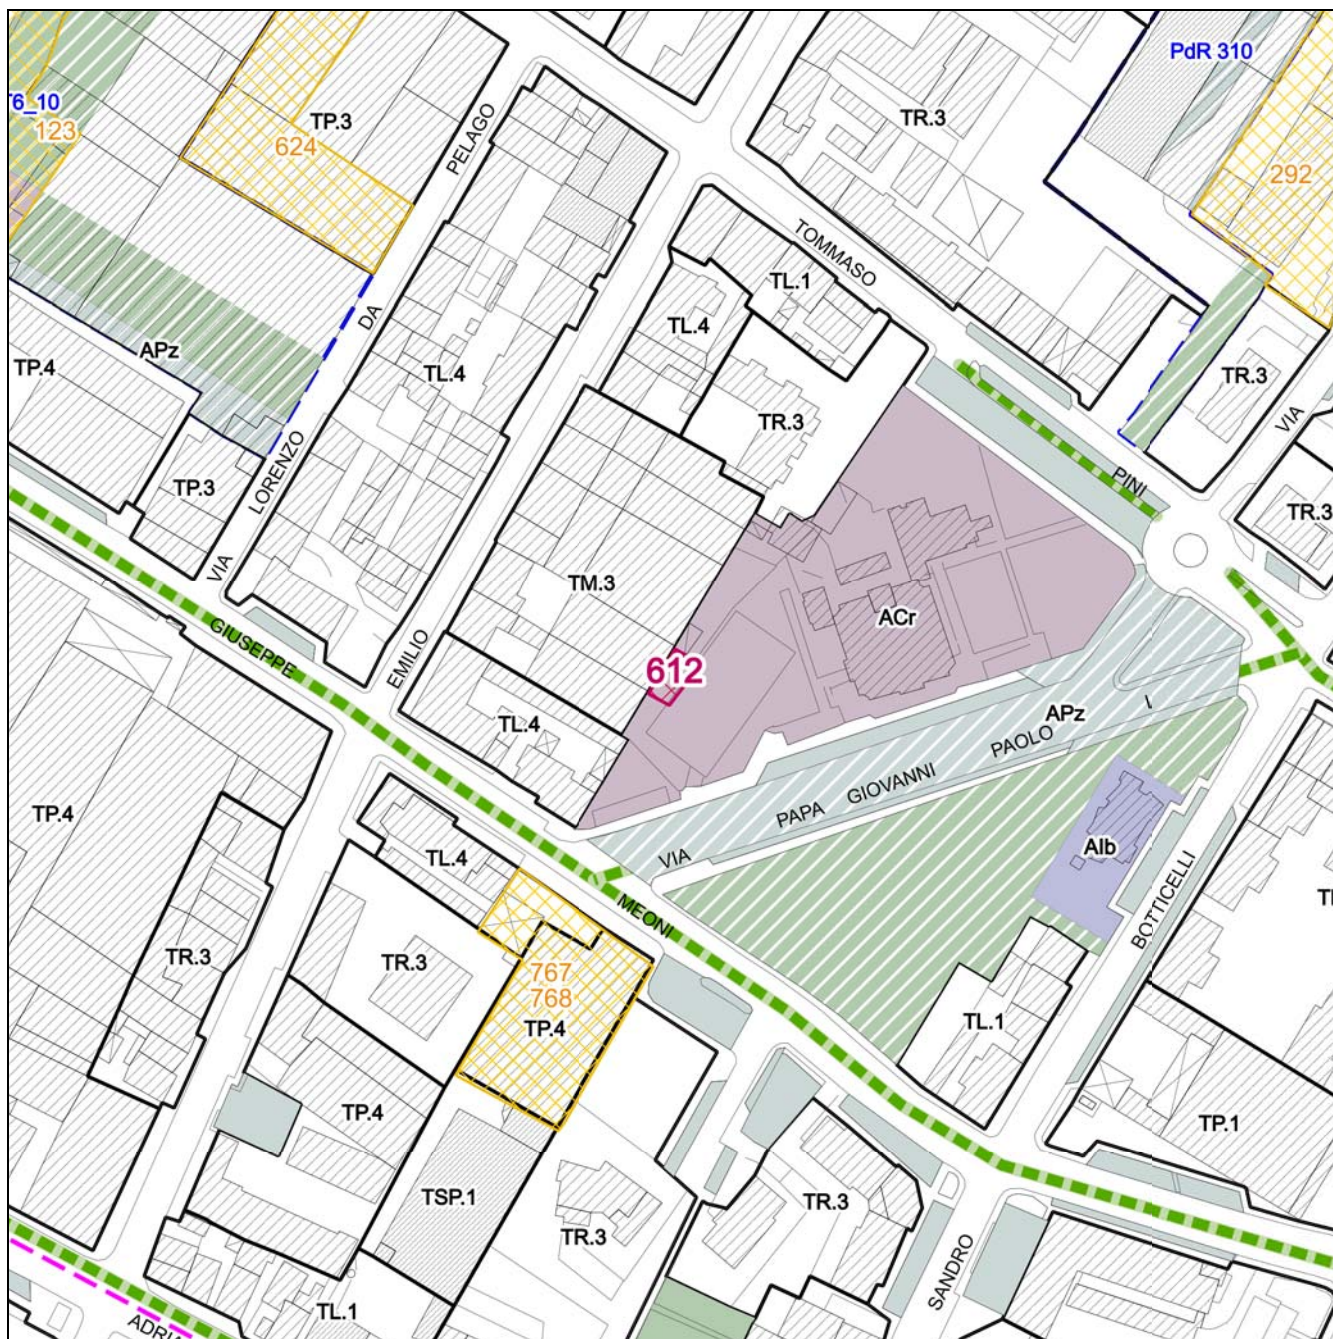 PdR 310
T6_10
123
TP.3
624
PELAGO
TR.3
292
TOMMASO
TL.1
TL.4
DA
APz
TP.4
TL.4
TR.3
TR.3
VIA
PINI
TP.3
LORENZO
TR.3
VIA
TM.3
ACr
GIUSEPPE
EMILIO
612
TL.4
APz
I
PAOLO
GIOVANNI
PAPA
VIA
TP.4
TL.4
AIb
BOTTICELLI
MEONI
TR.3
TR.3
767
768
TP.4
TL.1
TP.4
TP.1
TSP.1
TR.3
TR.3
SANDRO
TL.1